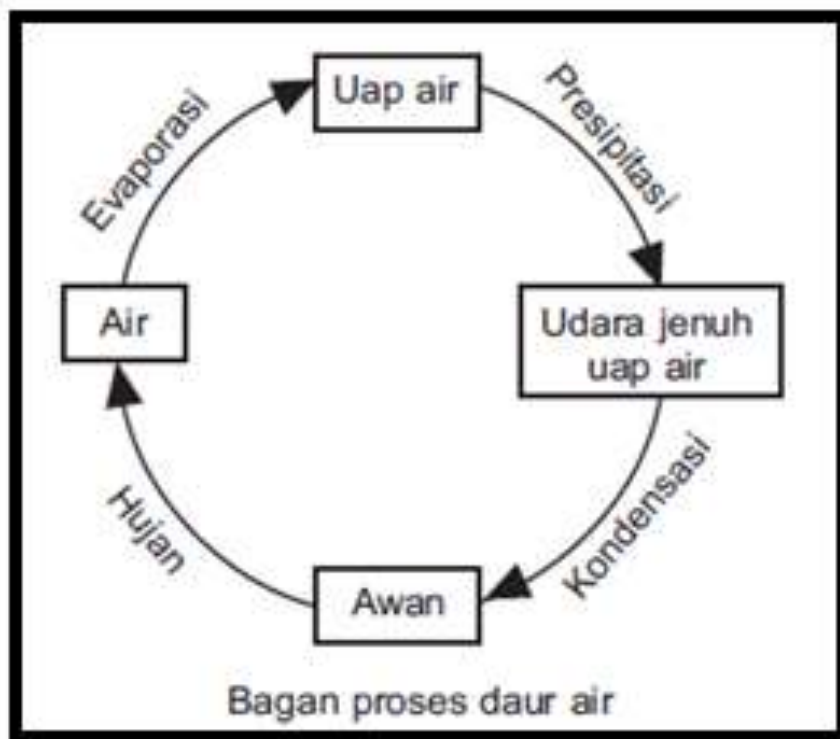 Uap air
Presipitasi
Udara jenuh
uap air
Kondensasi
Awan
Hujan
Air
Evaporasi
Bagan proses daur air